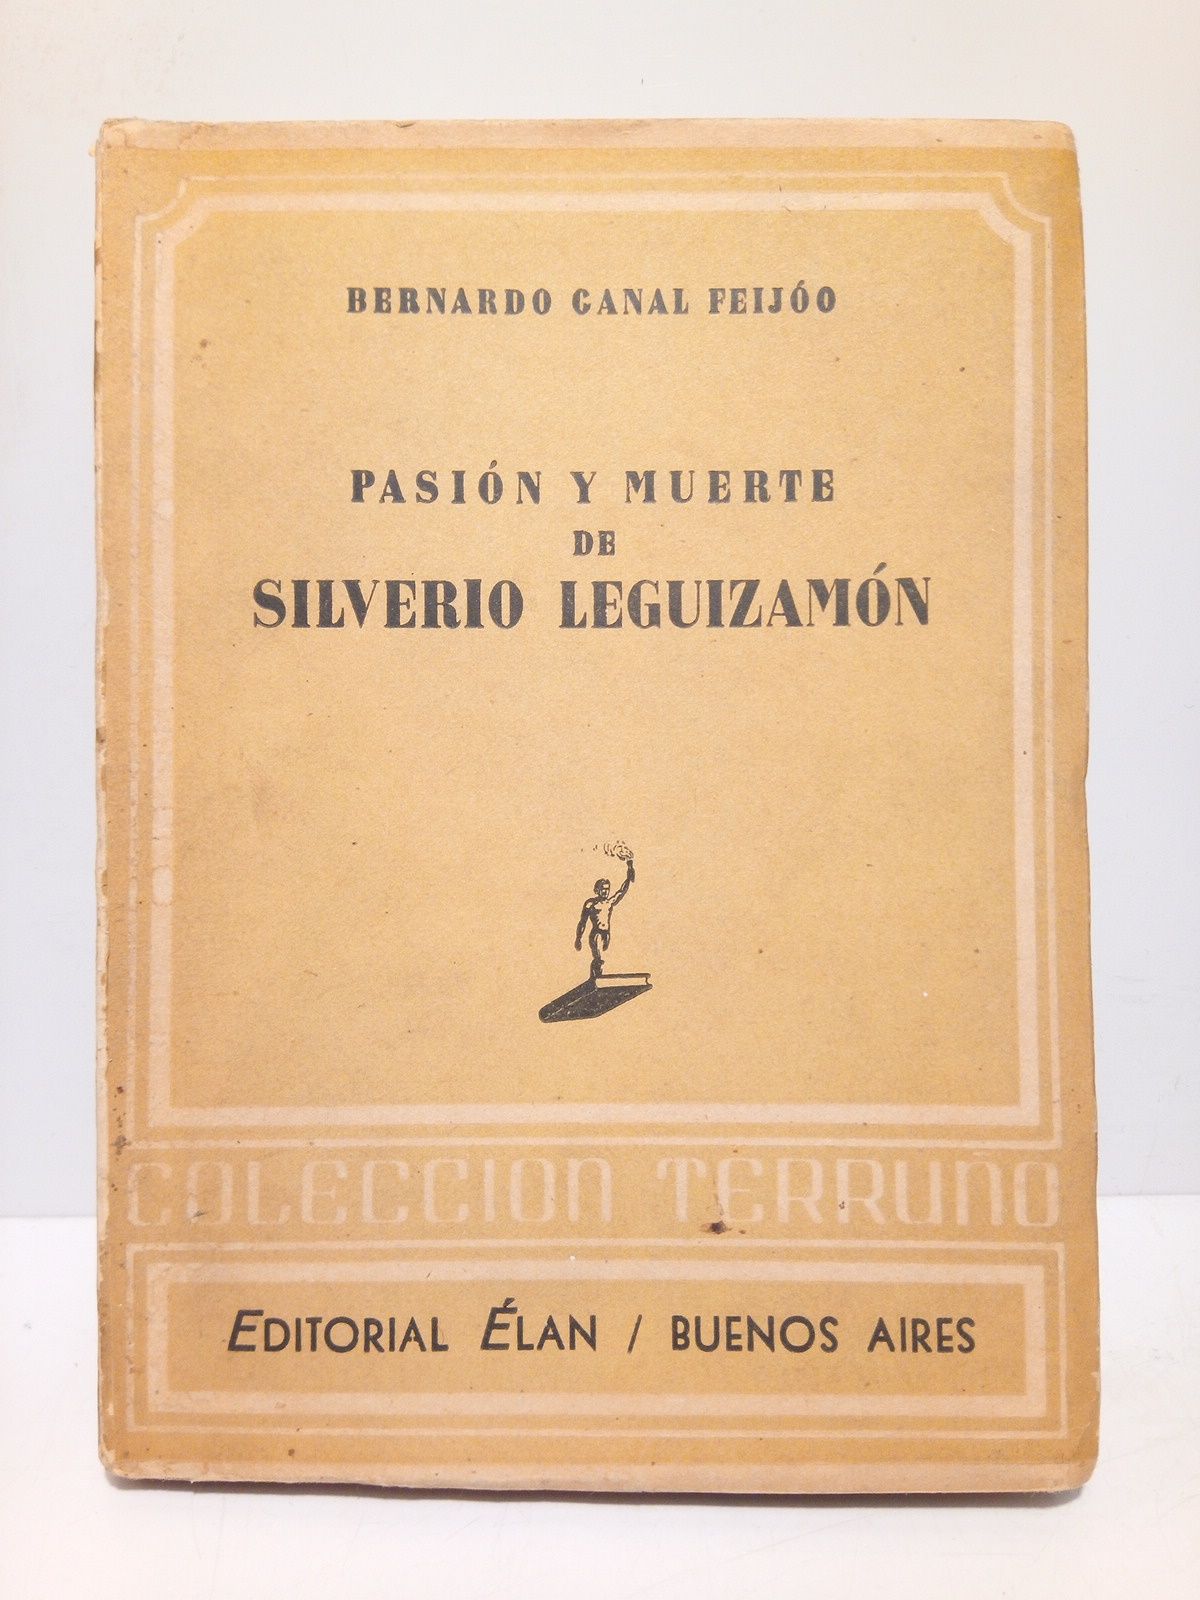 BERNARDO CANAL FEIJÓO
PASIÓN Y MUERTE
DE
SILVERIO LEGUIZAMÓN
COLECCION TERRUÑO
EDITORIAL ÉLAN / BUENOS AIRES